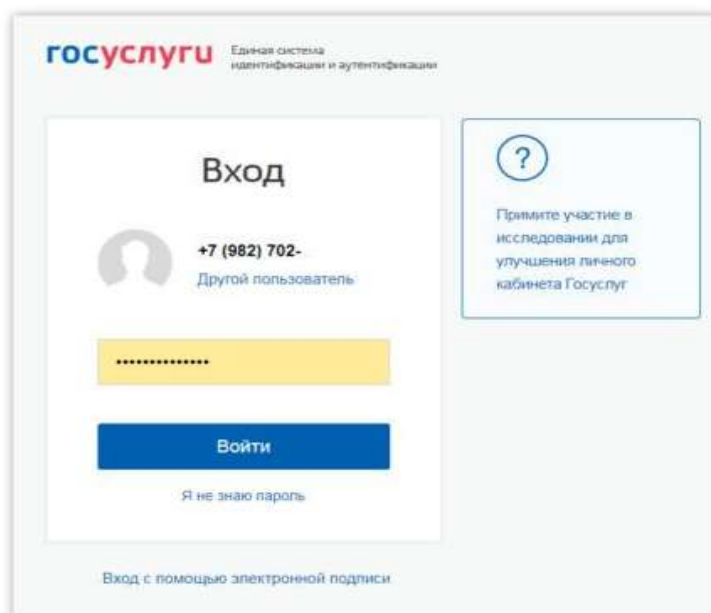 госуслуги
Единая система
идентификации и аутентификации
Вход
+7 (982) 702-
Другой пользователь
••••••••••••••
Войти
Я не знаю пароль
Вход с помощью электронной подписи
?
Примите участие в
исследовании для
улучшения личного
кабинета Госуслуг